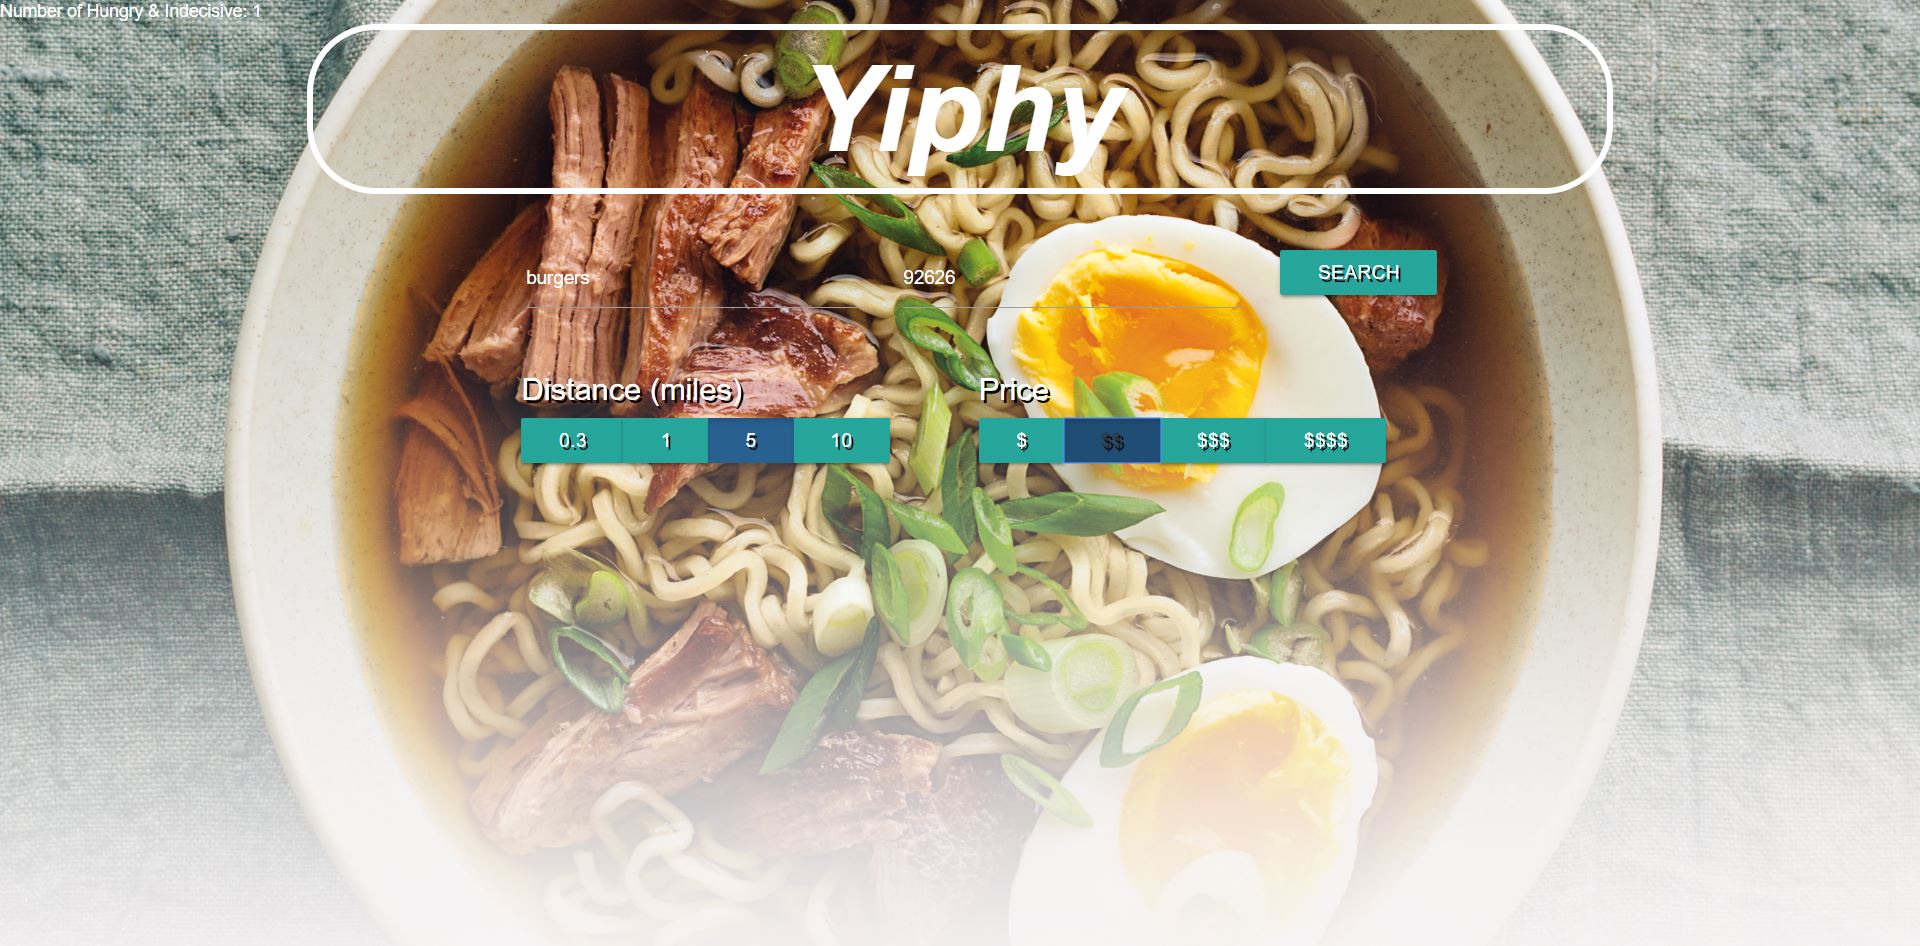 Number of Hungry & Indecisive: 1
Yiphy
burgers 92626 SEARCH
Distance (miles) Price
0.3 1 5 10 $ $$ $$$ $$$$